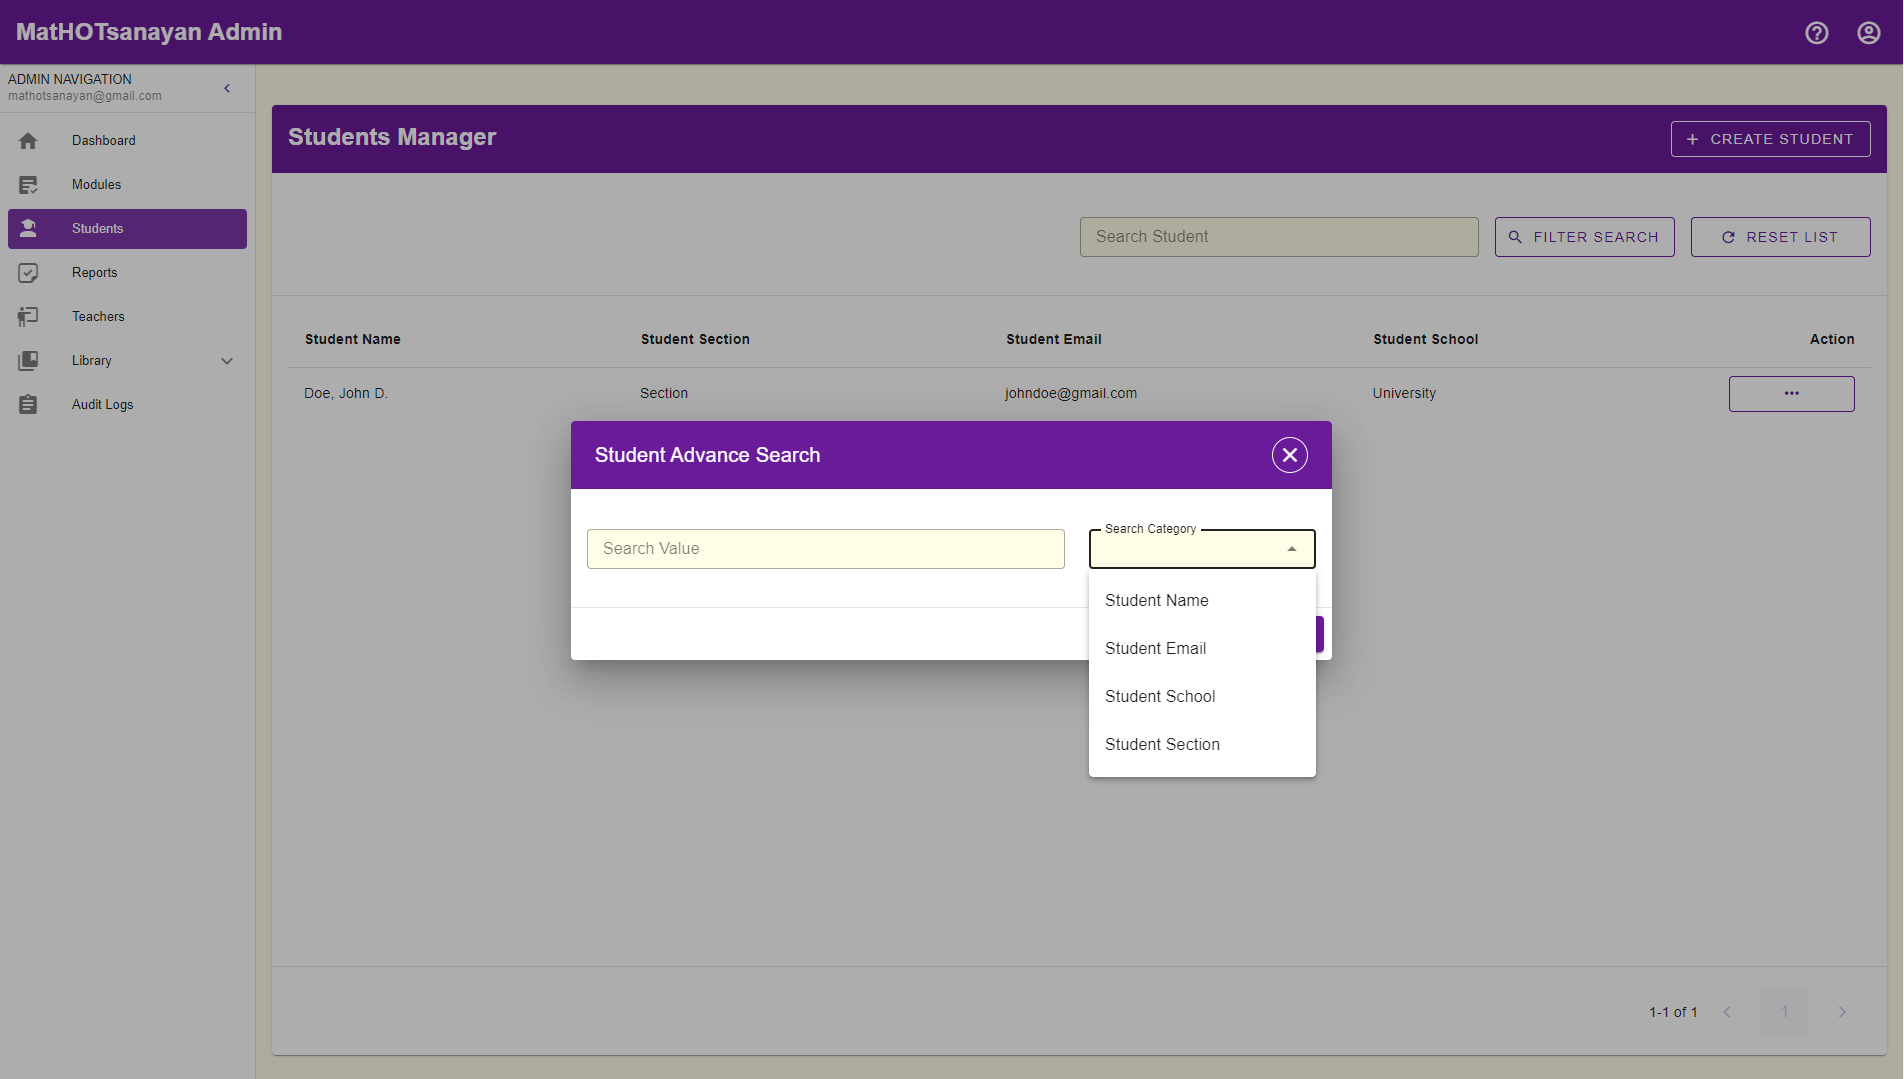 MatHOTsanayan Admin
ADMIN NAVIGATION
mathotsanayan@gmail.com
Dashboard
Modules
Students
Reports
Teachers
Library
Audit Logs
Students Manager
CREATE STUDENT
Search Student
FILTER SEARCH
RESET LIST
Student Name Student Section Student Email Student School Action
Doe, John D. Section johndoe@gmail.com University
Student Advance Search
Search Value
Search Category
Student Name
Student Email
Student School
Student Section
1-1 of 1
1